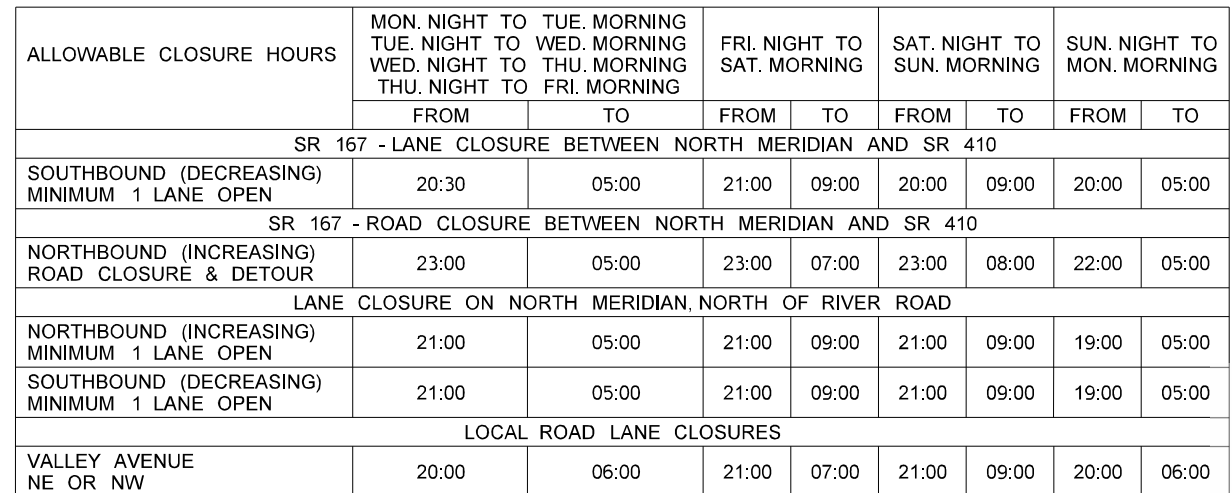 ALLOWABLE CLOSURE HOURS
MON. NIGHT TO TUE. MORNING
TUE. NIGHT TO WED. MORNING
WED. NIGHT TO THU. MORNING
THU. NIGHT TO FRI. MORNING
FRI. NIGHT TO
SAT. MORNING
SAT. NIGHT TO
SUN. MORNING
SUN. NIGHT TO
MON. MORNING
FROM TO FROM TO FROM TO FROM TO
SR 167 - LANE CLOSURE BETWEEN NORTH MERIDIAN AND SR 410
SOUTHBOUND (DECREASING)
MINIMUM 1 LANE OPEN
20:30 05:00 21:00 09:00 20:00 09:00 20:00 05:00
SR 167 - ROAD CLOSURE BETWEEN NORTH MERIDIAN AND SR 410
NORTHBOUND (INCREASING)
ROAD CLOSURE & DETOUR
23:00 05:00 23:00 07:00 23:00 08:00 22:00 05:00
LANE CLOSURE ON NORTH MERIDIAN, NORTH OF RIVER ROAD
NORTHBOUND (INCREASING)
MINIMUM 1 LANE OPEN
21:00 05:00 21:00 09:00 21:00 09:00 19:00 05:00
SOUTHBOUND (DECREASING)
MINIMUM 1 LANE OPEN
21:00 05:00 21:00 09:00 21:00 09:00 19:00 05:00
LOCAL ROAD LANE CLOSURES
VALLEY AVENUE
NE OR NW
20:00 06:00 21:00 07:00 21:00 09:00 20:00 06:00